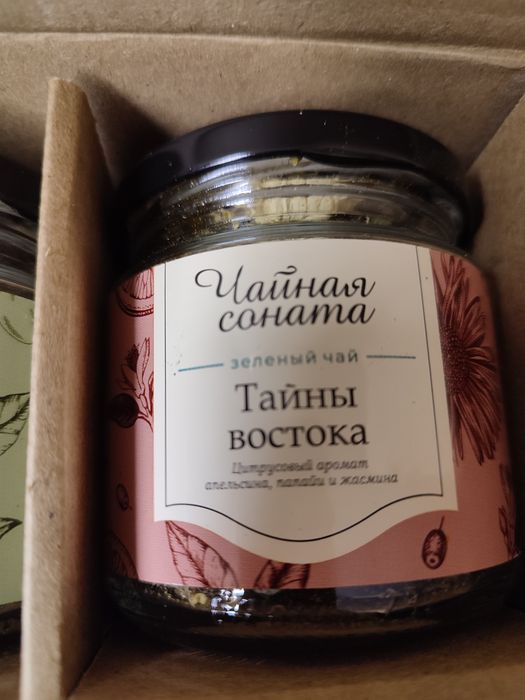 Чайная
соната
зеленый чай
Тайны
востока
Цитрусовый аромат
апельсина, папайи и жасмина